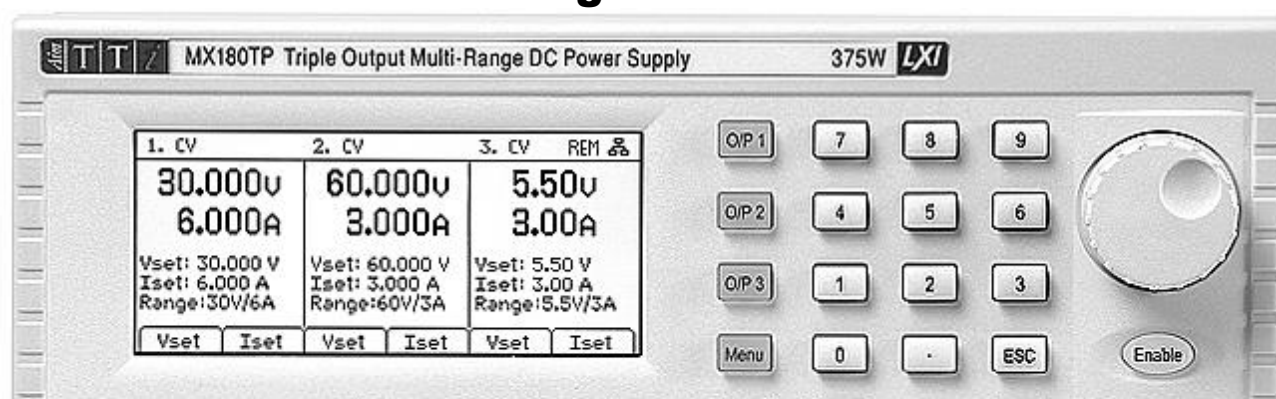 Aim TTi MX180TP Triple Output Multi-Range DC Power Supply 375W LXI
1. CV 2. CV 3. CV REM
30.000V 60.000V 5.50V
6.000A 3.000A 3.00A
Vset: 30.000 V Vset: 60.000 V Vset: 5.50 V
Iset: 6.000 A Iset: 3.000 A Iset: 3.00 A
Range:30V/6A Range:60V/3A Range:5.5V/3A
Vset Iset Vset Iset Vset Iset
O/P 1 7 8 9
O/P 2 4 5 6
O/P 3 1 2 3
Menu 0 . ESC Enable